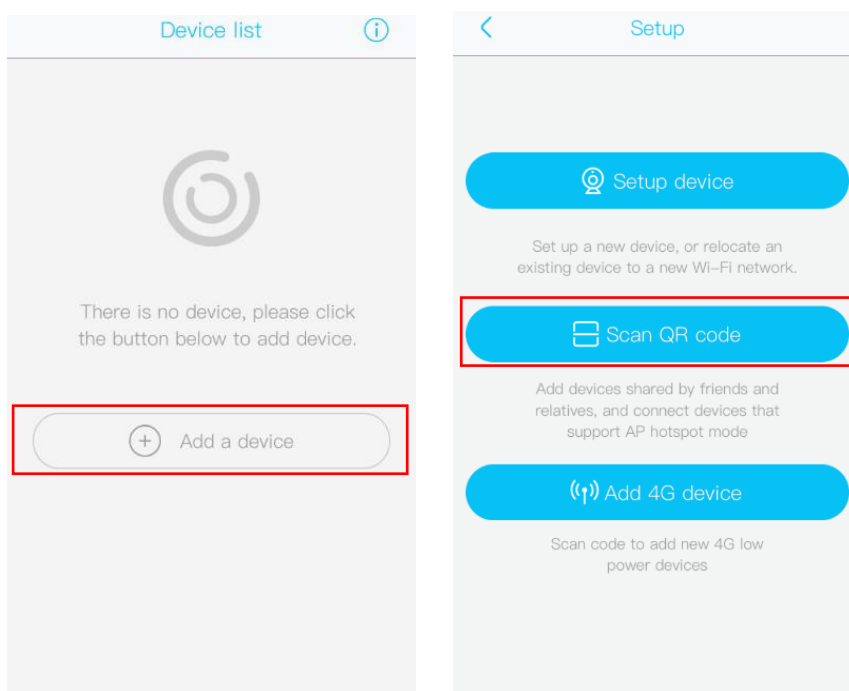 Device list
There is no device, please click
the button below to add device.
Add a device
Setup
Setup device
Set up a new device, or relocate an
existing device to a new Wi-Fi network.
Scan QR code
Add devices shared by friends and
relatives, and connect devices that
support AP hotspot mode
Add 4G device
Scan code to add new 4G low
power devices